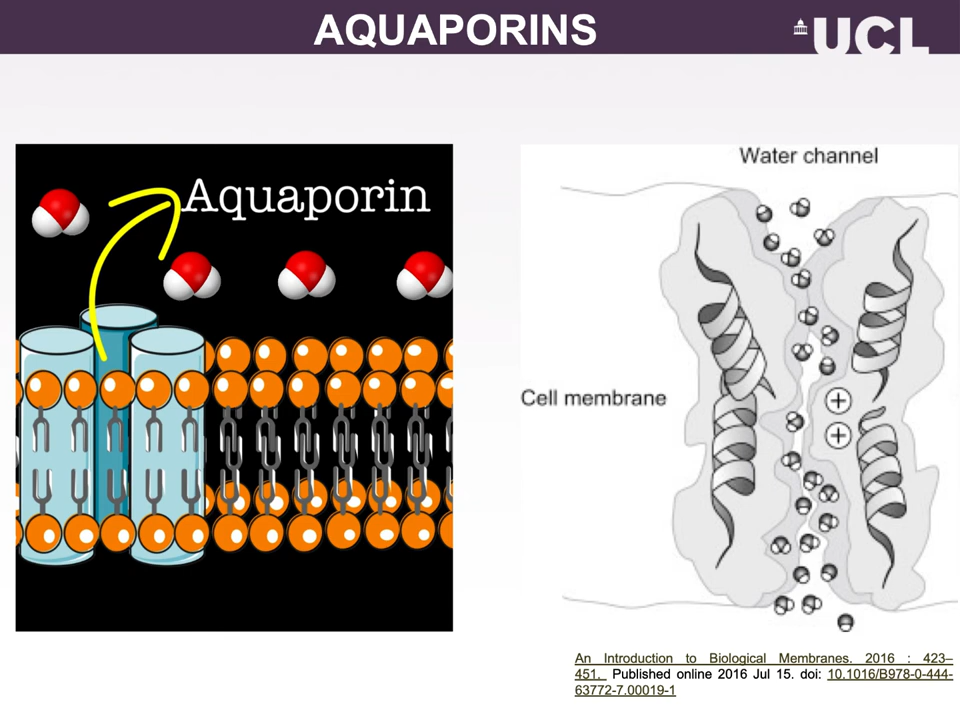 AQUAPORINS
UCL
Aquaporin
Water channel
Cell membrane
+
+
An Introduction to Biological Membranes. 2016 : 423–
451. Published online 2016 Jul 15. doi: 10.1016/B978-0-444-
63772-7.00019-1